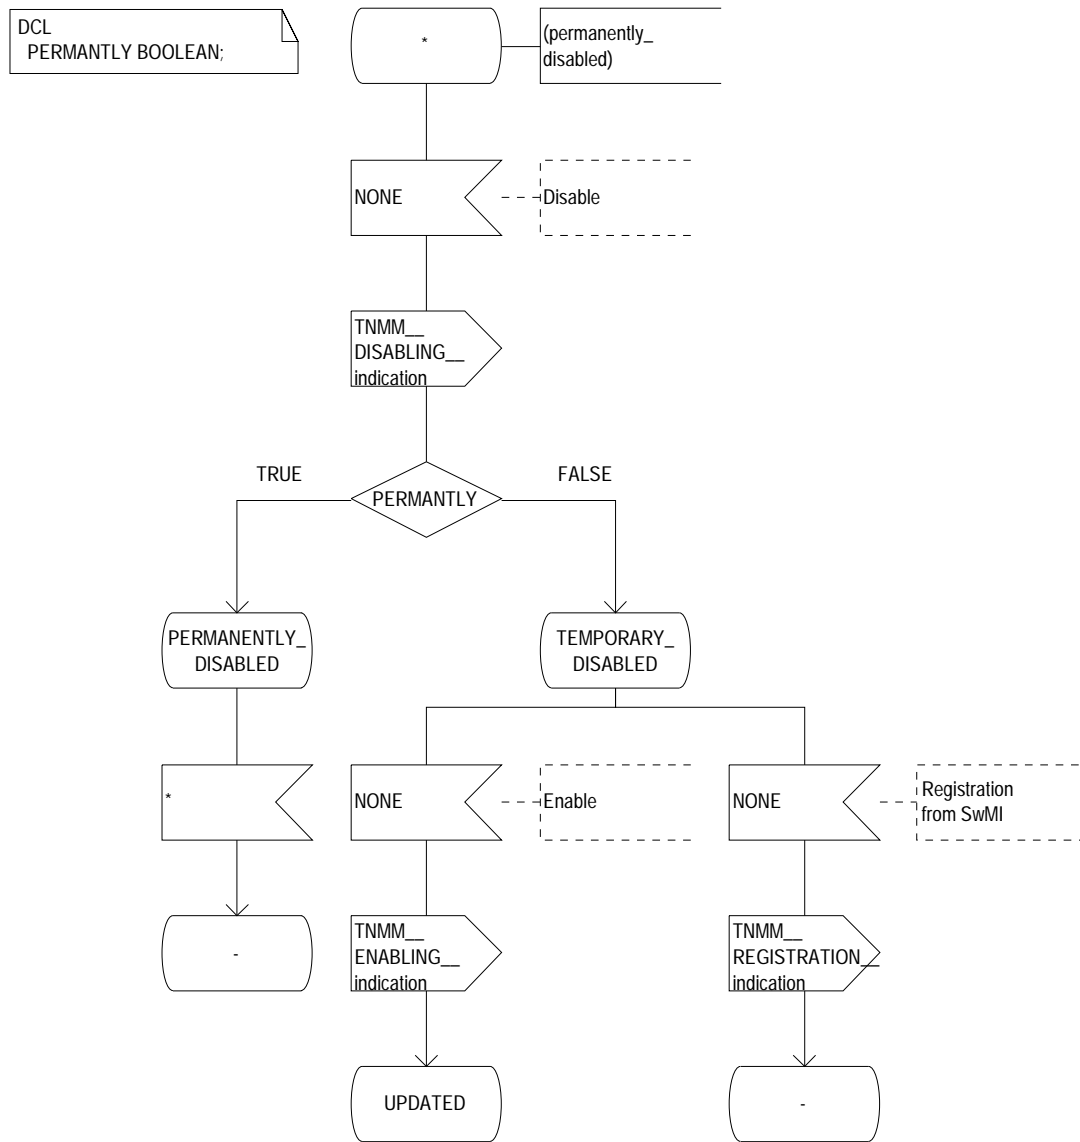 DCL
PERMANTLY BOOLEAN;
*
(permanently_
disabled)
NONE
Disable
TNMM__
DISABLING__
indication
TRUE
FALSE
PERMANTLY
PERMANENTLY_
DISABLED
TEMPORARY_
DISABLED
*
NONE
Enable
NONE
Registration
from SwMI
-
TNMM__
ENABLING__
indication
TNMM__
REGISTRATION__
indication
UPDATED
-